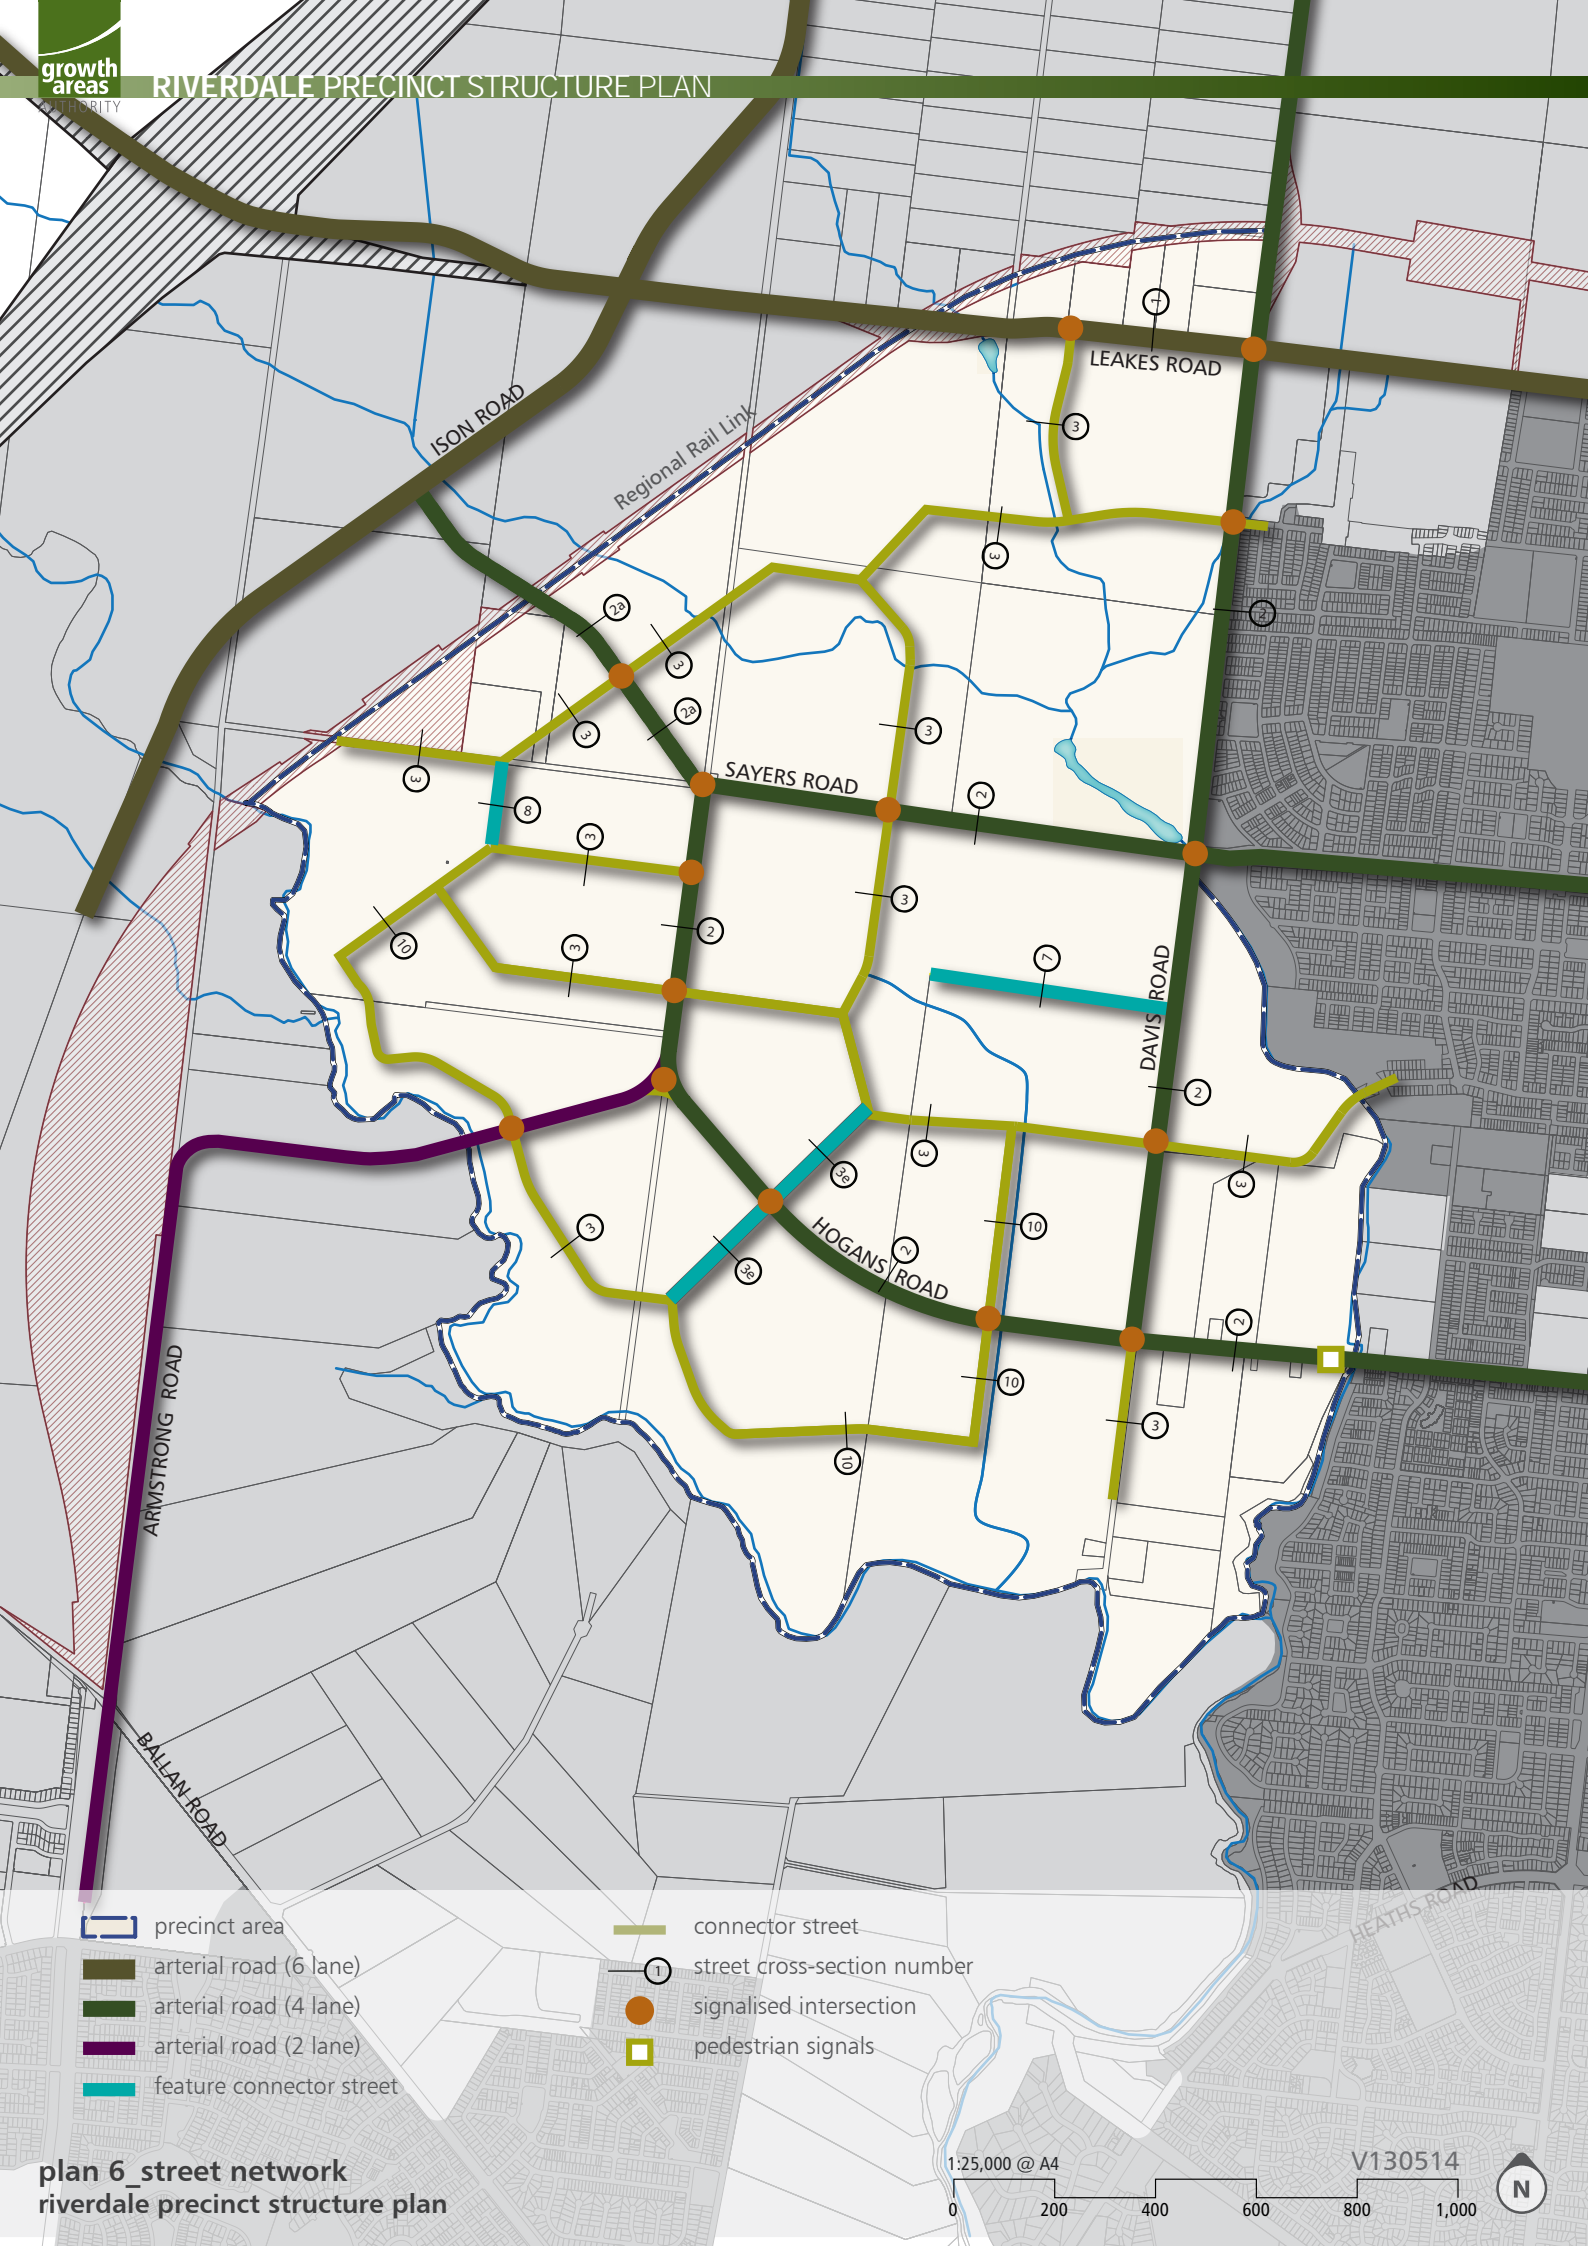 growth
areas
AUTHORITY
RIVERDALE PRECINCT STRUCTURE PLAN
1
LEAKES ROAD
ISON ROAD
Regional Rail Link
3
3
2a
2
3
2a
3
3
3
SAYERS ROAD
2
8
3
3
2
10
3
7
DAVIS ROAD
2
3
3e
3
10
3
HOGANS ROAD
2
3e
2
10
3
10
ARMSTRONG ROAD
BALLAN ROAD
HEATHS ROAD
precinct area
arterial road (6 lane)
arterial road (4 lane)
arterial road (2 lane)
feature connector street
connector street
1
street cross-section number
signalised intersection
pedestrian signals
plan 6_street network
riverdale precinct structure plan
1:25,000 @ A4
V130514
0 200 400 600 800 1,000
N